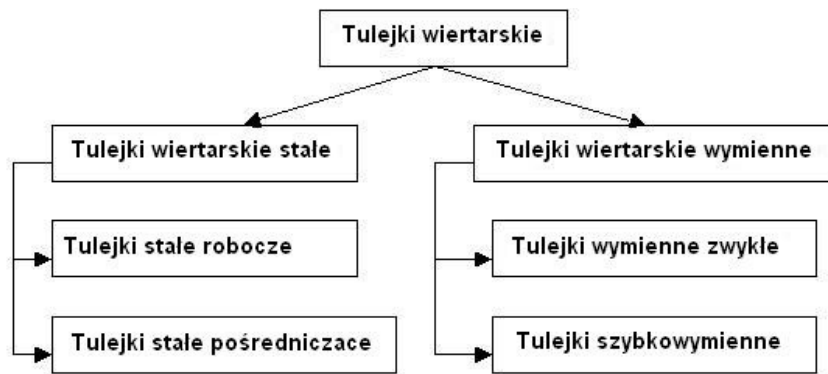 Tulejki wiertarskie
Tulejki wiertarskie stałe
Tulejki wiertarskie wymienne
Tulejki stałe robocze
Tulejki wymienne zwykłe
Tulejki stałe pośredniczace
Tulejki szybkowymienne